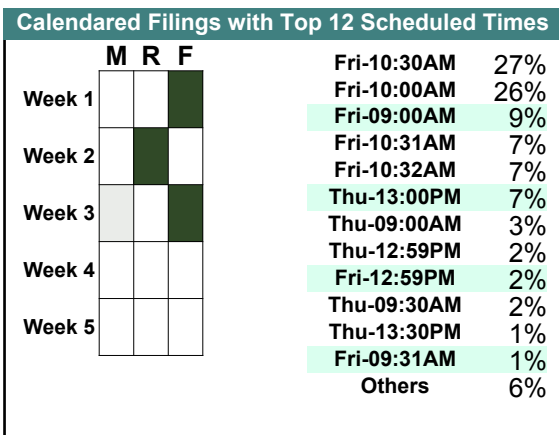 Calendared Filings with Top 12 Scheduled Times
M R F
Week 1
Week 2
Week 3
Week 4
Week 5
Fri-10:30AM 27%
Fri-10:00AM 26%
Fri-09:00AM 9%
Fri-10:31AM 7%
Fri-10:32AM 7%
Thu-13:00PM 7%
Thu-09:00AM 3%
Thu-12:59PM 2%
Fri-12:59PM 2%
Thu-09:30AM 2%
Thu-13:30PM 1%
Fri-09:31AM 1%
Others 6%